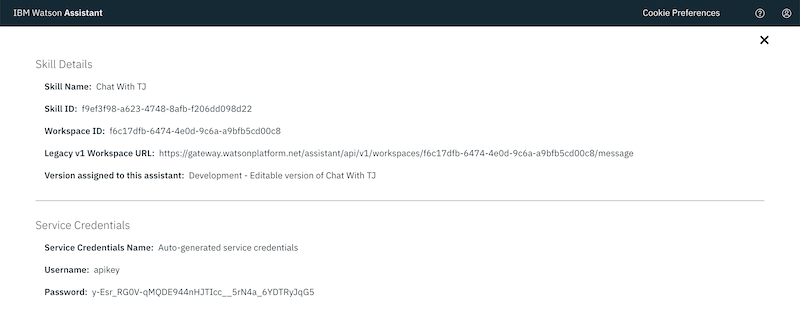 IBM Watson Assistant Cookie Preferences
Skill Details
Skill Name: Chat With TJ
Skill ID: f9ef3f98-a623-4748-8afb-f206dd098d22
Workspace ID: f6c17dfb-6474-4e0d-9c6a-a9bfb5cd00c8
Legacy v1 Workspace URL: https://gateway.watsonplatform.net/assistant/api/v1/workspaces/f6c17dfb-6474-4e0d-9c6a-a9bfb5cd00c8/message
Version assigned to this assistant: Development - Editable version of Chat With TJ
Service Credentials
Service Credentials Name: Auto-generated service credentials
Username: apikey
Password: y-Esr_RG0V-qMQDE944nHJTIcc__5rN4a_6YDTRyJqG5